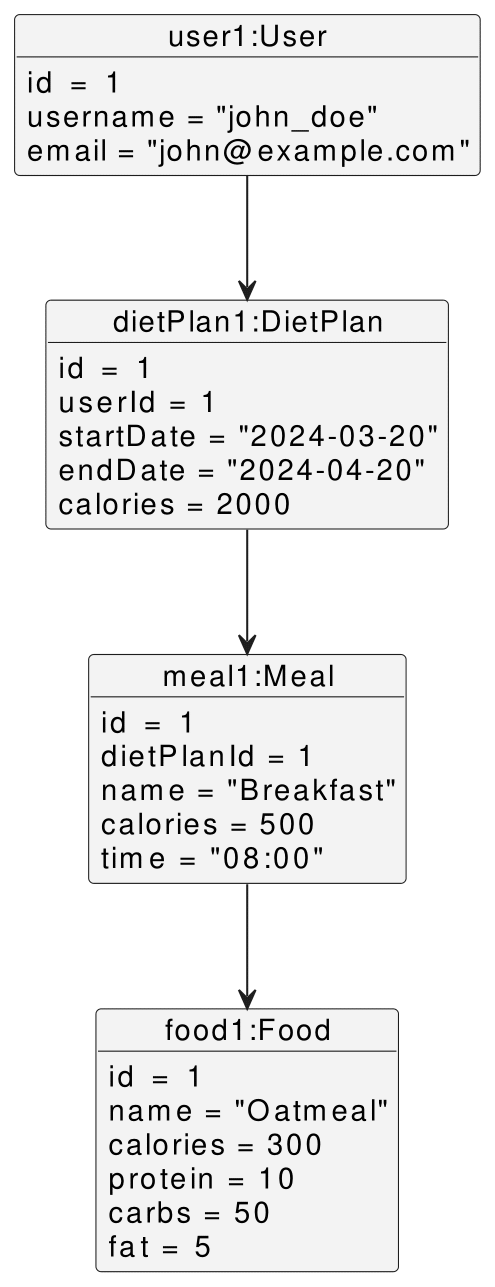 user1:User
id = 1
username = "john_doe"
email = "john@example.com"
dietPlan1:DietPlan
id = 1
userId = 1
startDate = "2024-03-20"
endDate = "2024-04-20"
calories = 2000
meal1:Meal
id = 1
dietPlanId = 1
name = "Breakfast"
calories = 500
time = "08:00"
food1:Food
id = 1
name = "Oatmeal"
calories = 300
protein = 10
carbs = 50
fat = 5